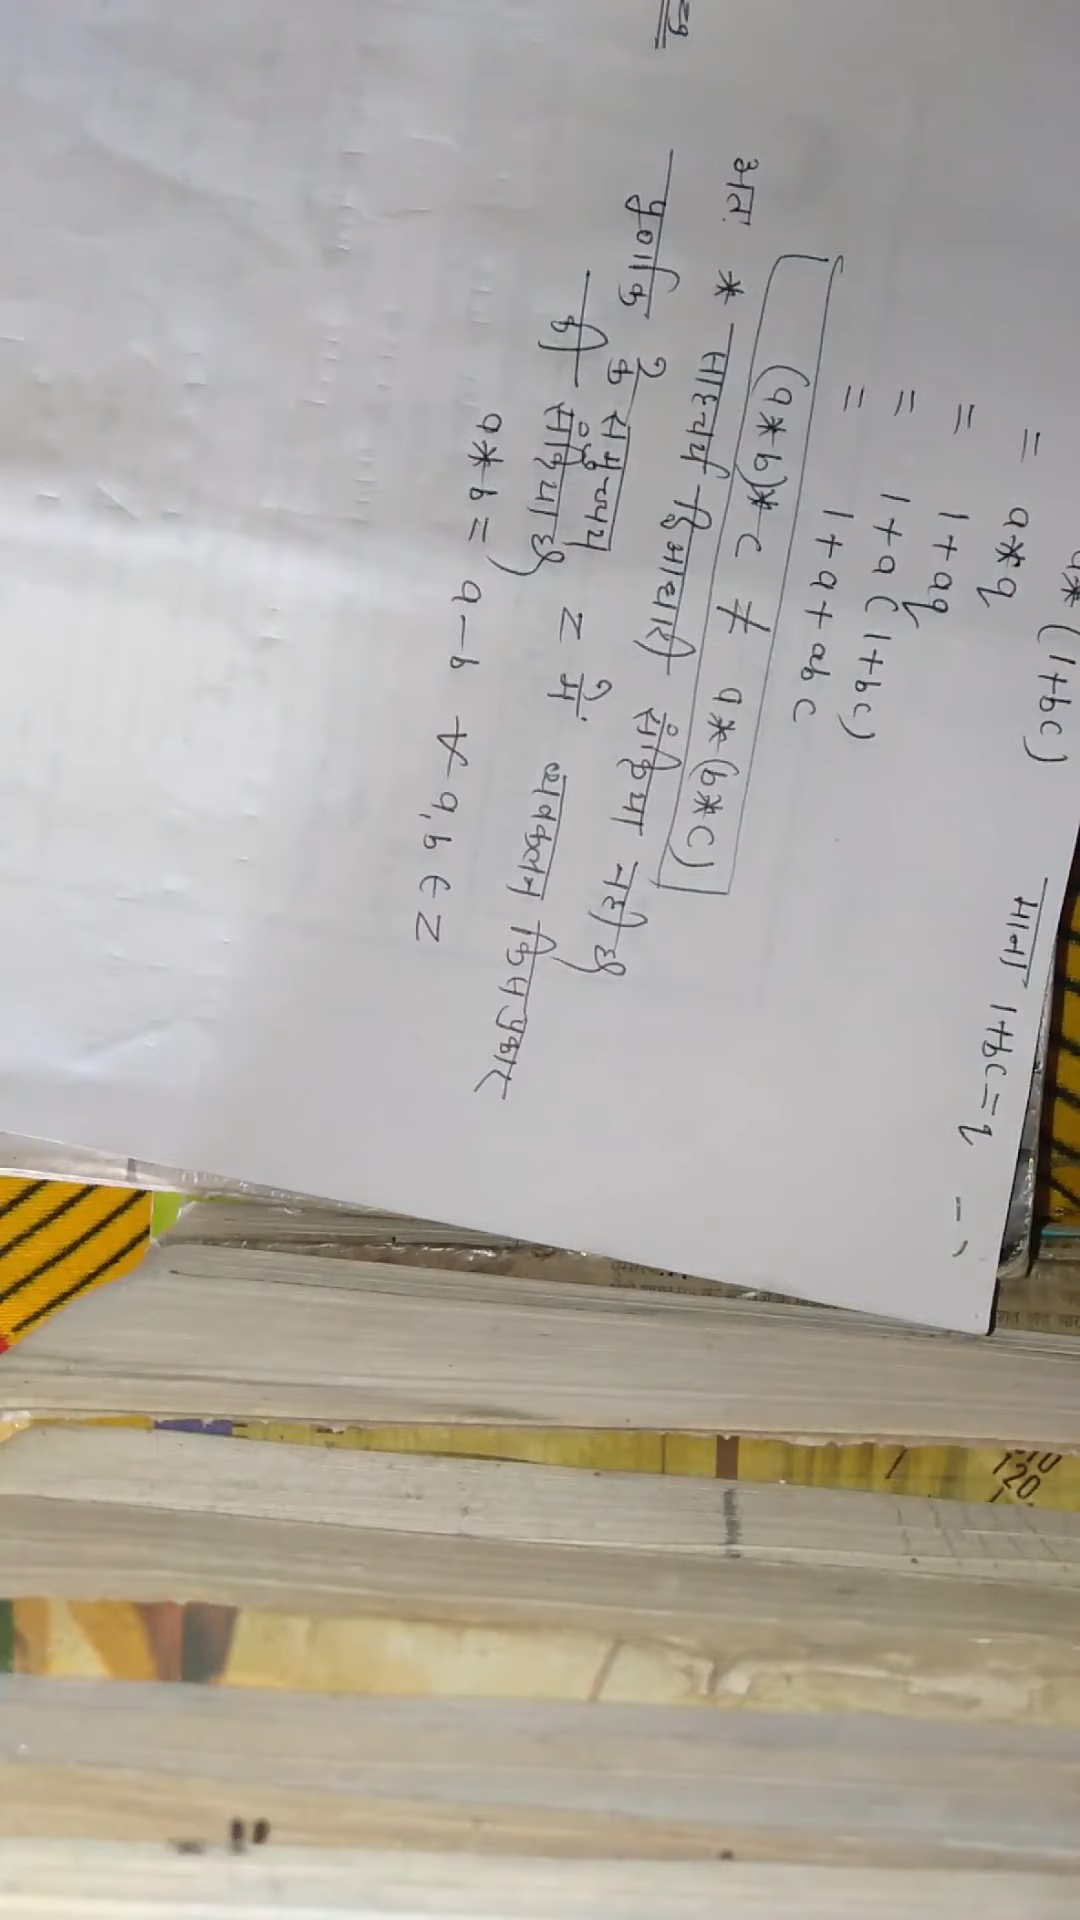 a* (1+bc)
माना 1+bc = q
= a*q
= 1+aq
= 1+a(1+bc)
= 1+a+abc
(a*b)*c ≠ a*(b*c)
अतः * साहचर्य द्विआधारी संक्रिया नही है
पूर्णांक के समुच्चय Z में व्यवकलन किस प्रकार
की संक्रिया है
a*b = a-b ∀ a,b ∈ Z
120